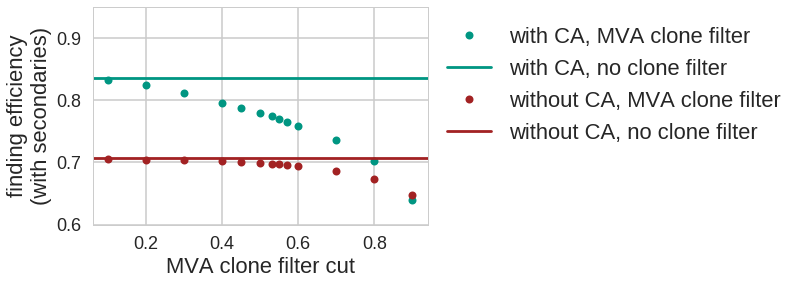 finding efficiency
(with secondaries)
0.9
0.8
0.7
0.6
0.2 0.4 0.6 0.8
MVA clone filter cut
with CA, MVA clone filter
with CA, no clone filter
without CA, MVA clone filter
without CA, no clone filter